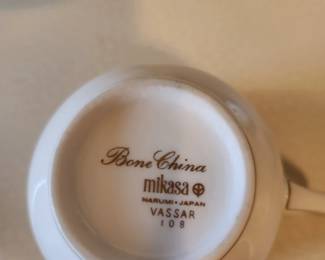 Bone China
mikasa
NARUMI • JAPAN
VASSAR
108